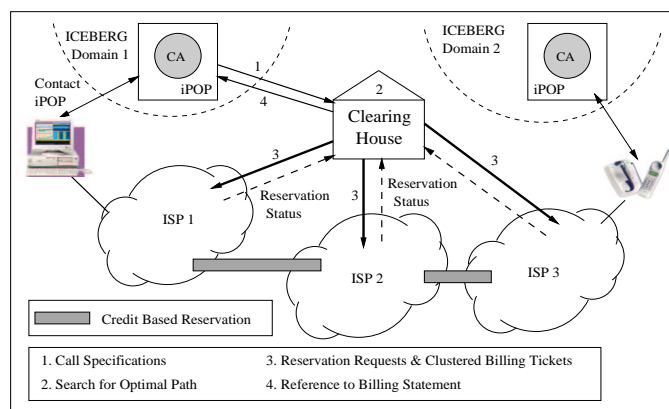 ICEBERG
Domain 1
CA
iPOP
Contact
iPOP
1
4
ICEBERG
Domain 2
CA
iPOP
2
Clearing
House
3
3
3
Reservation
Status
Reservation
Status
ISP 1
ISP 2
ISP 3
Credit Based Reservation
1. Call Specifications
2. Search for Optimal Path
3. Reservation Requests & Clustered Billing Tickets
4. Reference to Billing Statement